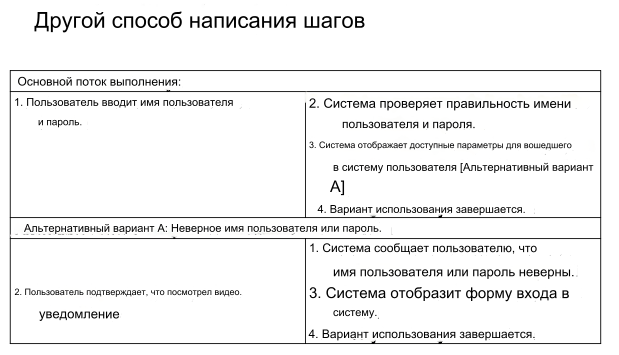 Другой способ написания шагов
Основной поток выполнения:
1. Пользователь вводит имя пользователя
и пароль.
2. Система проверяет правильность имени
пользователя и пароля.
3. Система отображает доступные параметры для вошедшего
в систему пользователя [Альтернативный вариант
A]
4. Вариант использования завершается.
Альтернативный вариант A: Неверное имя пользователя или пароль.
1. Система сообщает пользователю, что
имя пользователя или пароль неверны.
2. Пользователь подтверждает, что посмотрел видео.
уведомление
3. Система отобразит форму входа в
систему.
4. Вариант использования завершается.